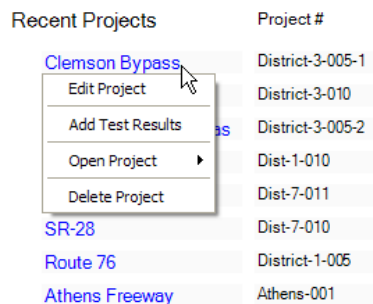 Recent Projects Project #
Clemson Bypass District-3-005-1
Edit Project District-3-010
Add Test Results as District-3-005-2
Open Project Dist-1-010
Delete Project Dist-7-011
SR-28 Dist-7-010
Route 76 District-1-005
Athens Freeway Athens-001